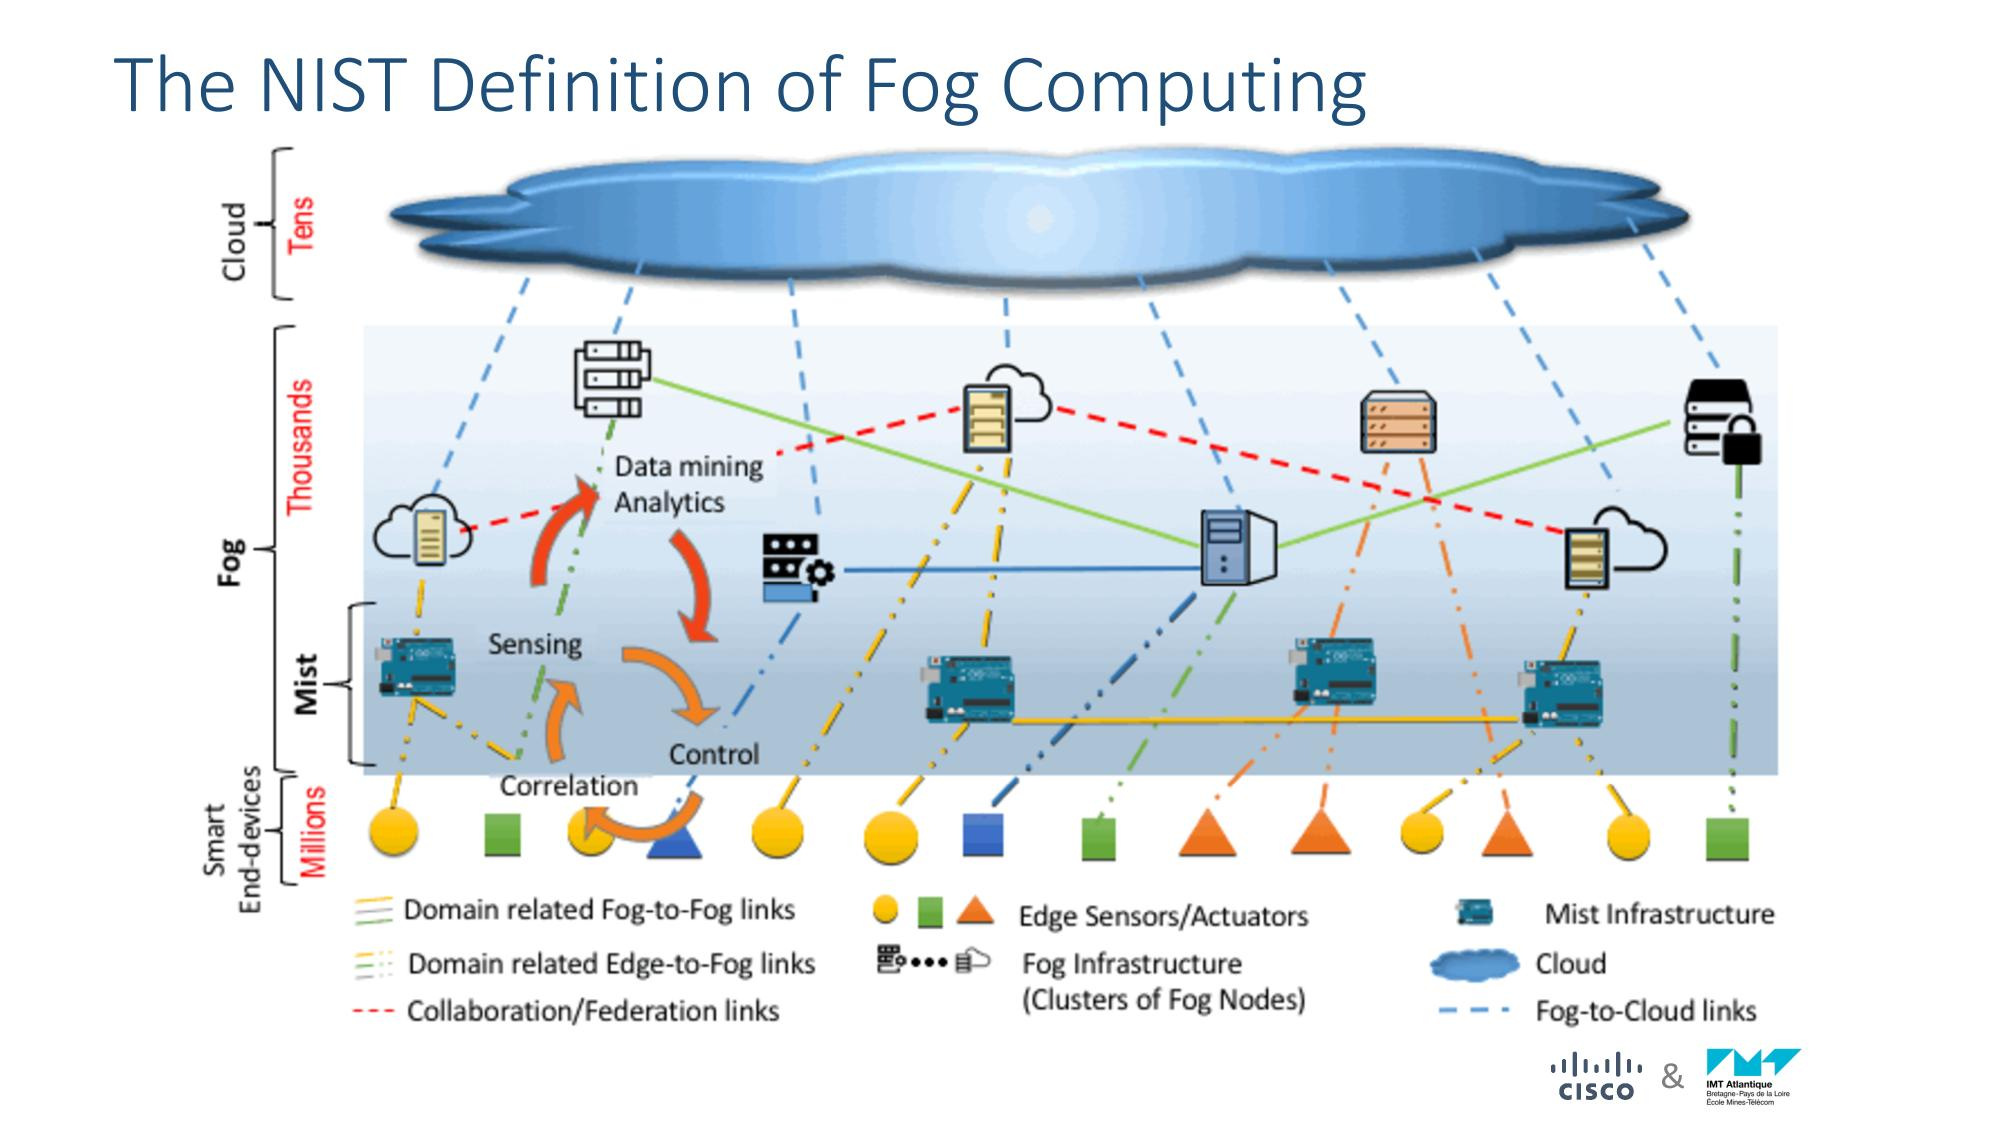 The NIST Definition of Fog Computing
Cloud
Tens
Fog
Thousands
Mist
Smart
End-devices
Millions
Data mining
Analytics
Sensing
Control
Correlation
Domain related Fog-to-Fog links
Domain related Edge-to-Fog links
Collaboration/Federation links
Edge Sensors/Actuators
Fog Infrastructure
(Clusters of Fog Nodes)
Mist Infrastructure
Cloud
Fog-to-Cloud links
CISCO
&
IMT
IMT Atlantique
Bretagne-Pays de la Loire
École Mines-Télécom